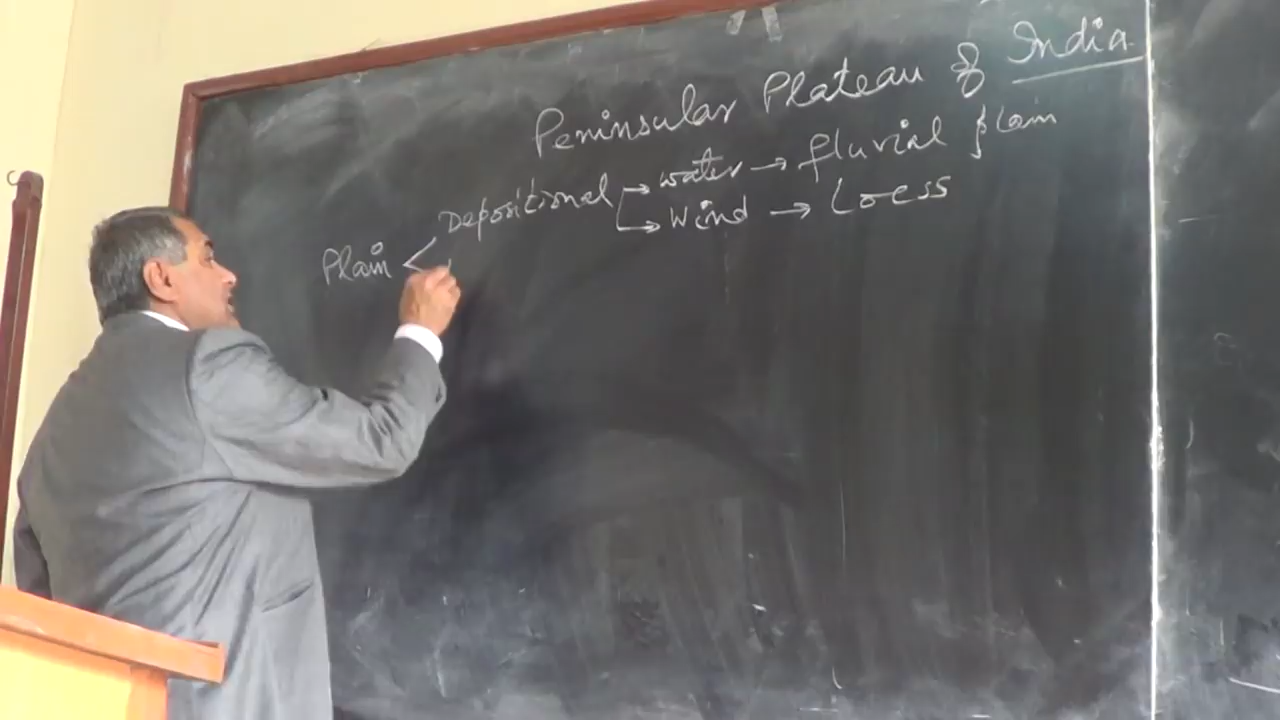 Peninsular Plateau of India
Depositional → water → fluvial plain
→ Wind → Loess
Plain <